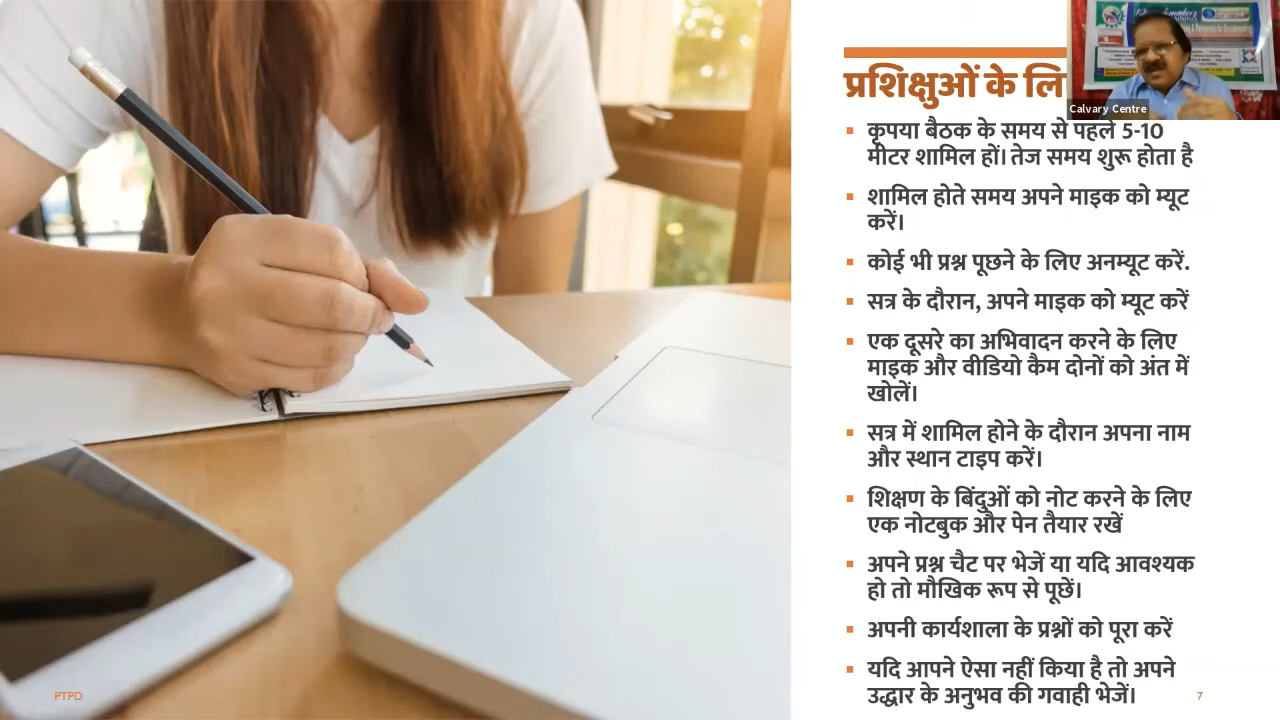 प्रशिक्षुओं के लि
Calvary Centre
कृपया बैठक के समय से पहले 5-10
मीटर शामिल हों। तेज समय शुरू होता है
शामिल होते समय अपने माइक को म्यूट
करें।
कोई भी प्रश्न पूछने के लिए अनम्यूट करें.
सत्र के दौरान, अपने माइक को म्यूट करें
एक दूसरे का अभिवादन करने के लिए
माइक और वीडियो कैम दोनों को अंत में
खोलें।
सत्र में शामिल होने के दौरान अपना नाम
और स्थान टाइप करें।
शिक्षण के बिंदुओं को नोट करने के लिए
एक नोटबुक और पेन तैयार रखें
अपने प्रश्न चैट पर भेजें या यदि आवश्यक
हो तो मौखिक रूप से पूछें।
अपनी कार्यशाला के प्रश्नों को पूरा करें
यदि आपने ऐसा नहीं किया है तो अपने
उद्धार के अनुभव की गवाही भेजें।
PTPD
7